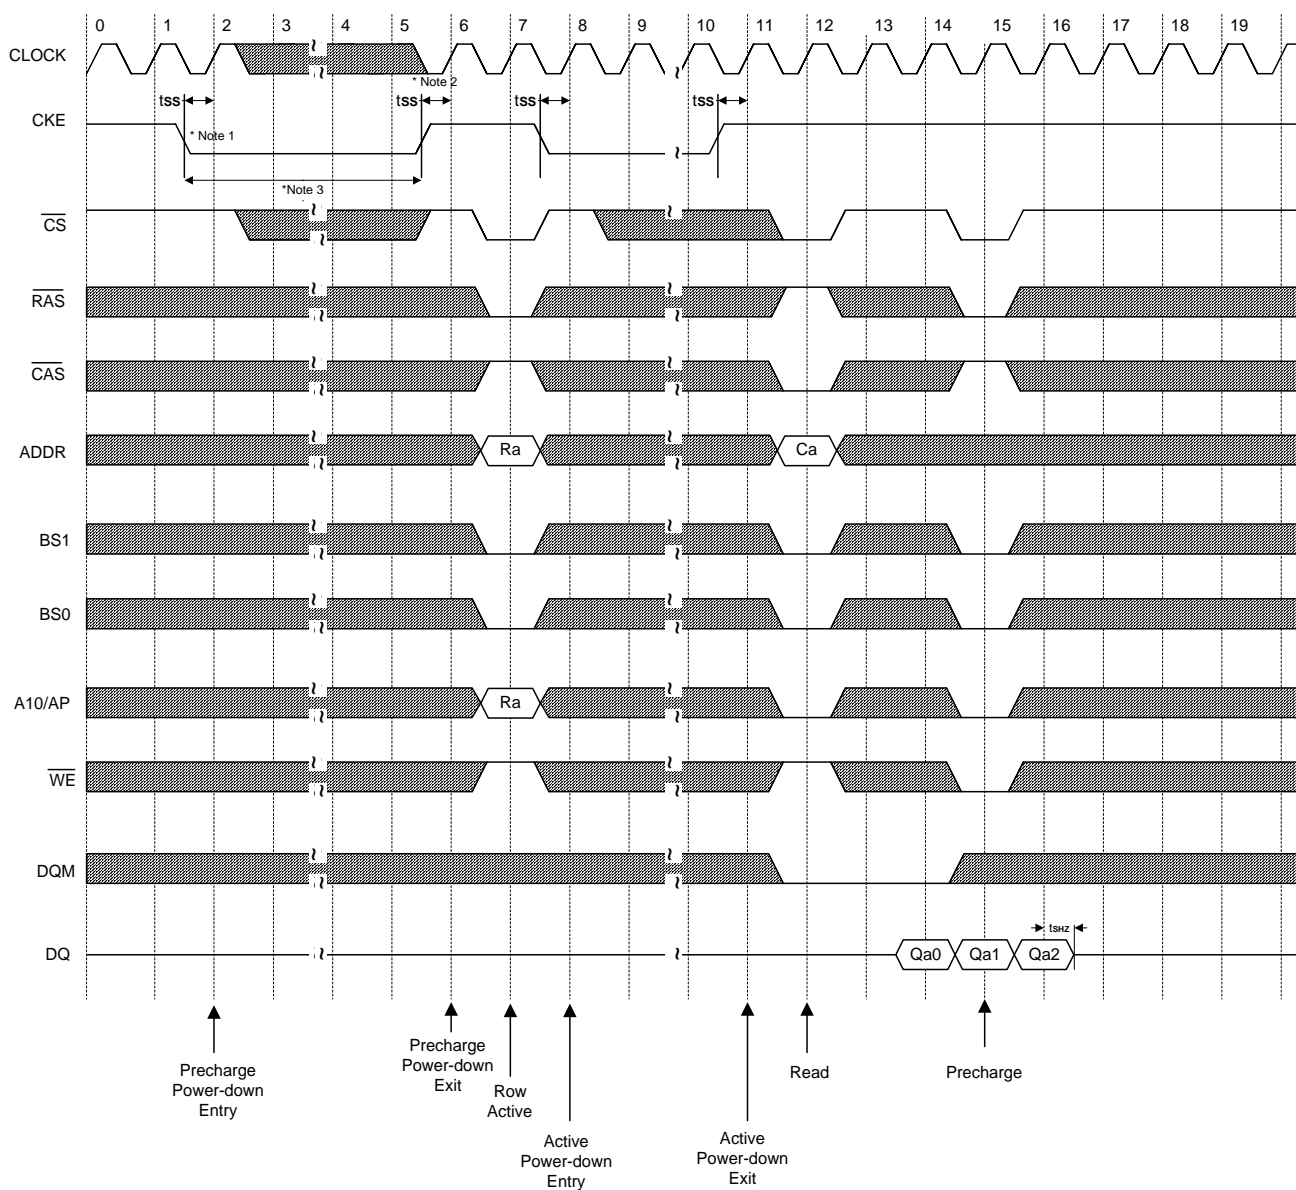 0 1 2 3 4 5 6 7 8 9 10 11 12 13 14 15 16 17 18 19
CLOCK
* Note 2
tSS tSS tSS tSS
CKE
* Note 1
*Note 3
CS
RAS
CAS
ADDR Ra Ca
BS1
BS0
A10/AP Ra
WE
DQM
tSHZ
DQ Qa0 Qa1 Qa2
Precharge
Power-down
Entry
Precharge
Power-down
Exit
Row
Active
Active
Power-down
Entry
Active
Power-down
Exit
Read
Precharge